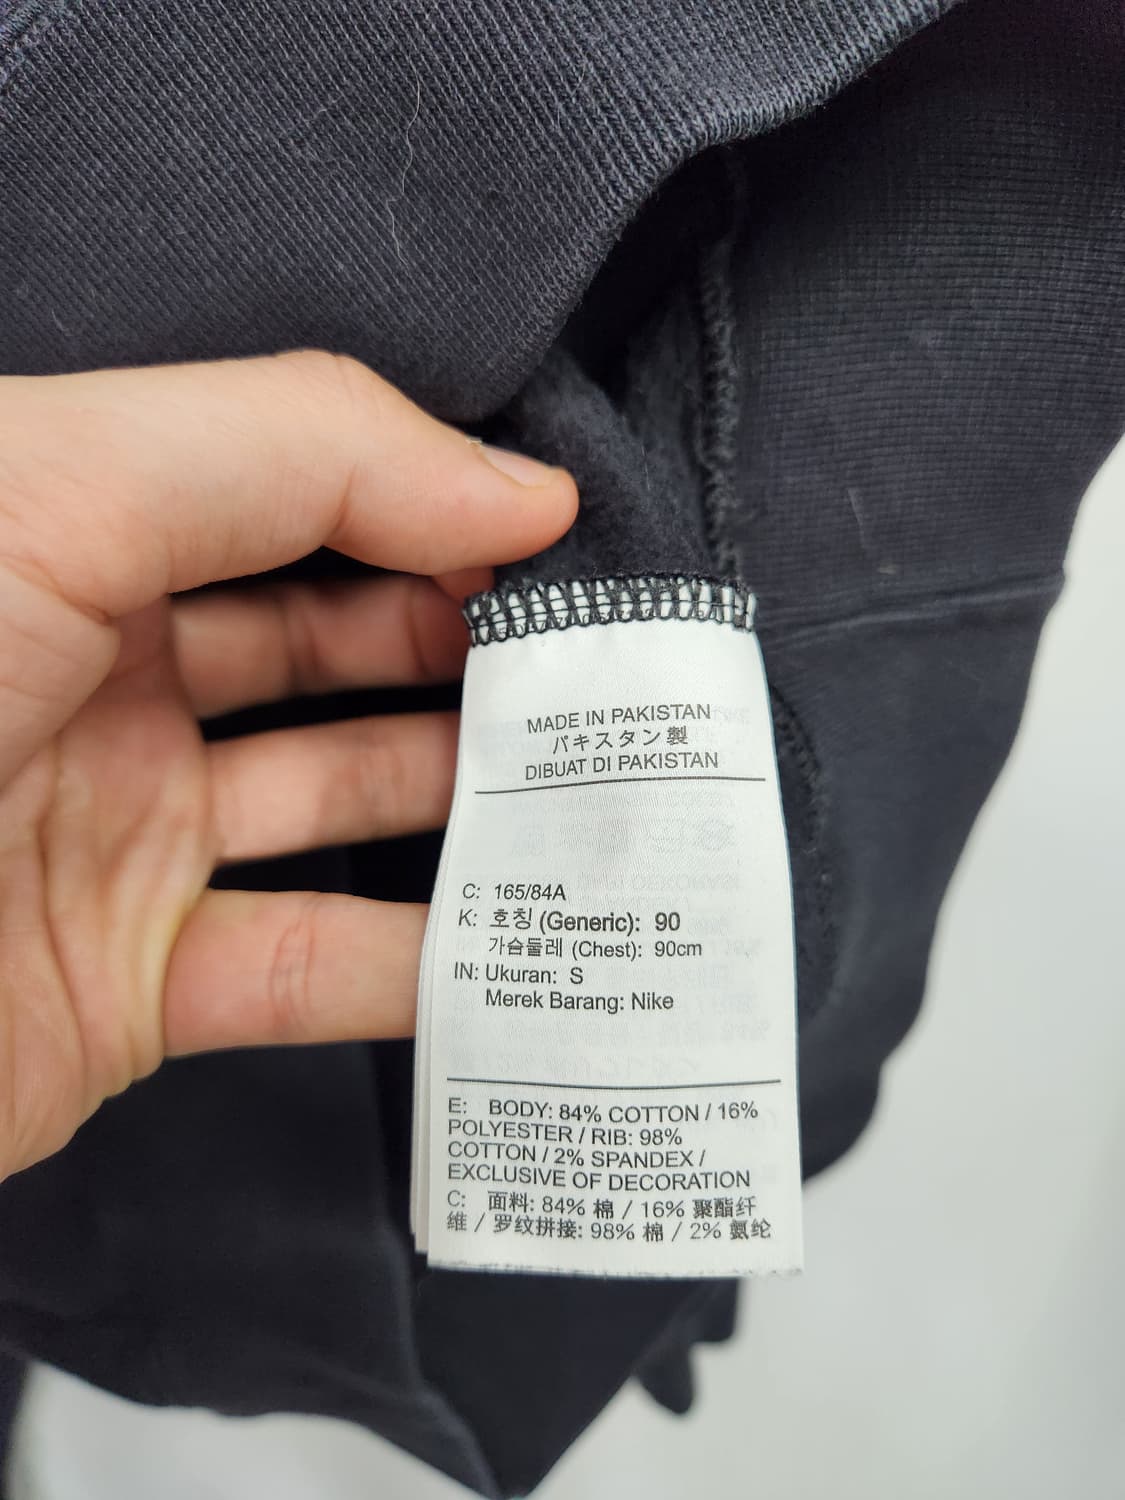 MADE IN PAKISTAN
パキスタン製
DIBUAT DI PAKISTAN
C: 165/84A
K: 호칭 (Generic): 90
가슴둘레 (Chest): 90cm
IN: Ukuran: S
Merek Barang: Nike
E: BODY: 84% COTTON / 16%
POLYESTER / RIB: 98%
COTTON / 2% SPANDEX /
EXCLUSIVE OF DECORATION
C: 面料: 84% 棉 / 16% 聚酯纤
维 / 罗纹拼接: 98% 棉 / 2% 氨纶